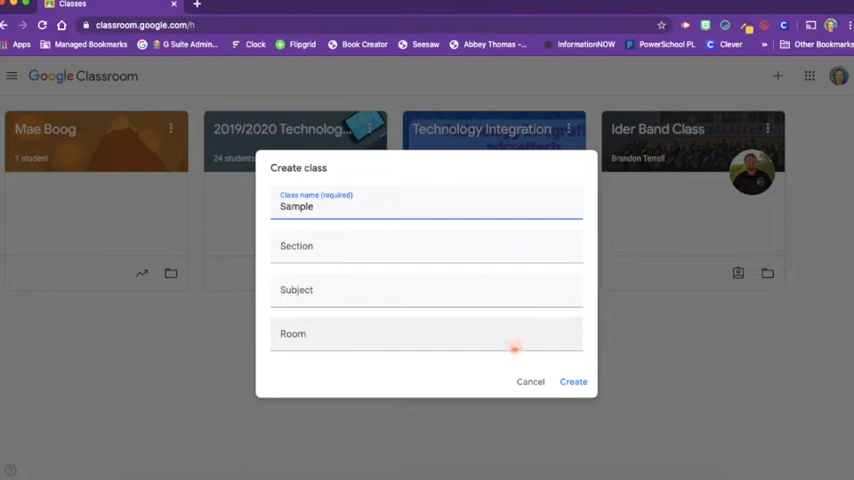 Classes
classroom.google.com/h
Apps Managed Bookmarks G Suite Admin... Clock Flipgrid Book Creator Seesaw Abbey Thomas –... InformationNOW PowerSchool PL Clever » Other Bookmarks
Google Classroom
Mae Boog
1 student
2019/2020 Technolog...
24 students
Technology Integration
Ider Band Class
Brandon Terrell
Create class
Class name (required)
Sample
Section
Subject
Room
Cancel Create